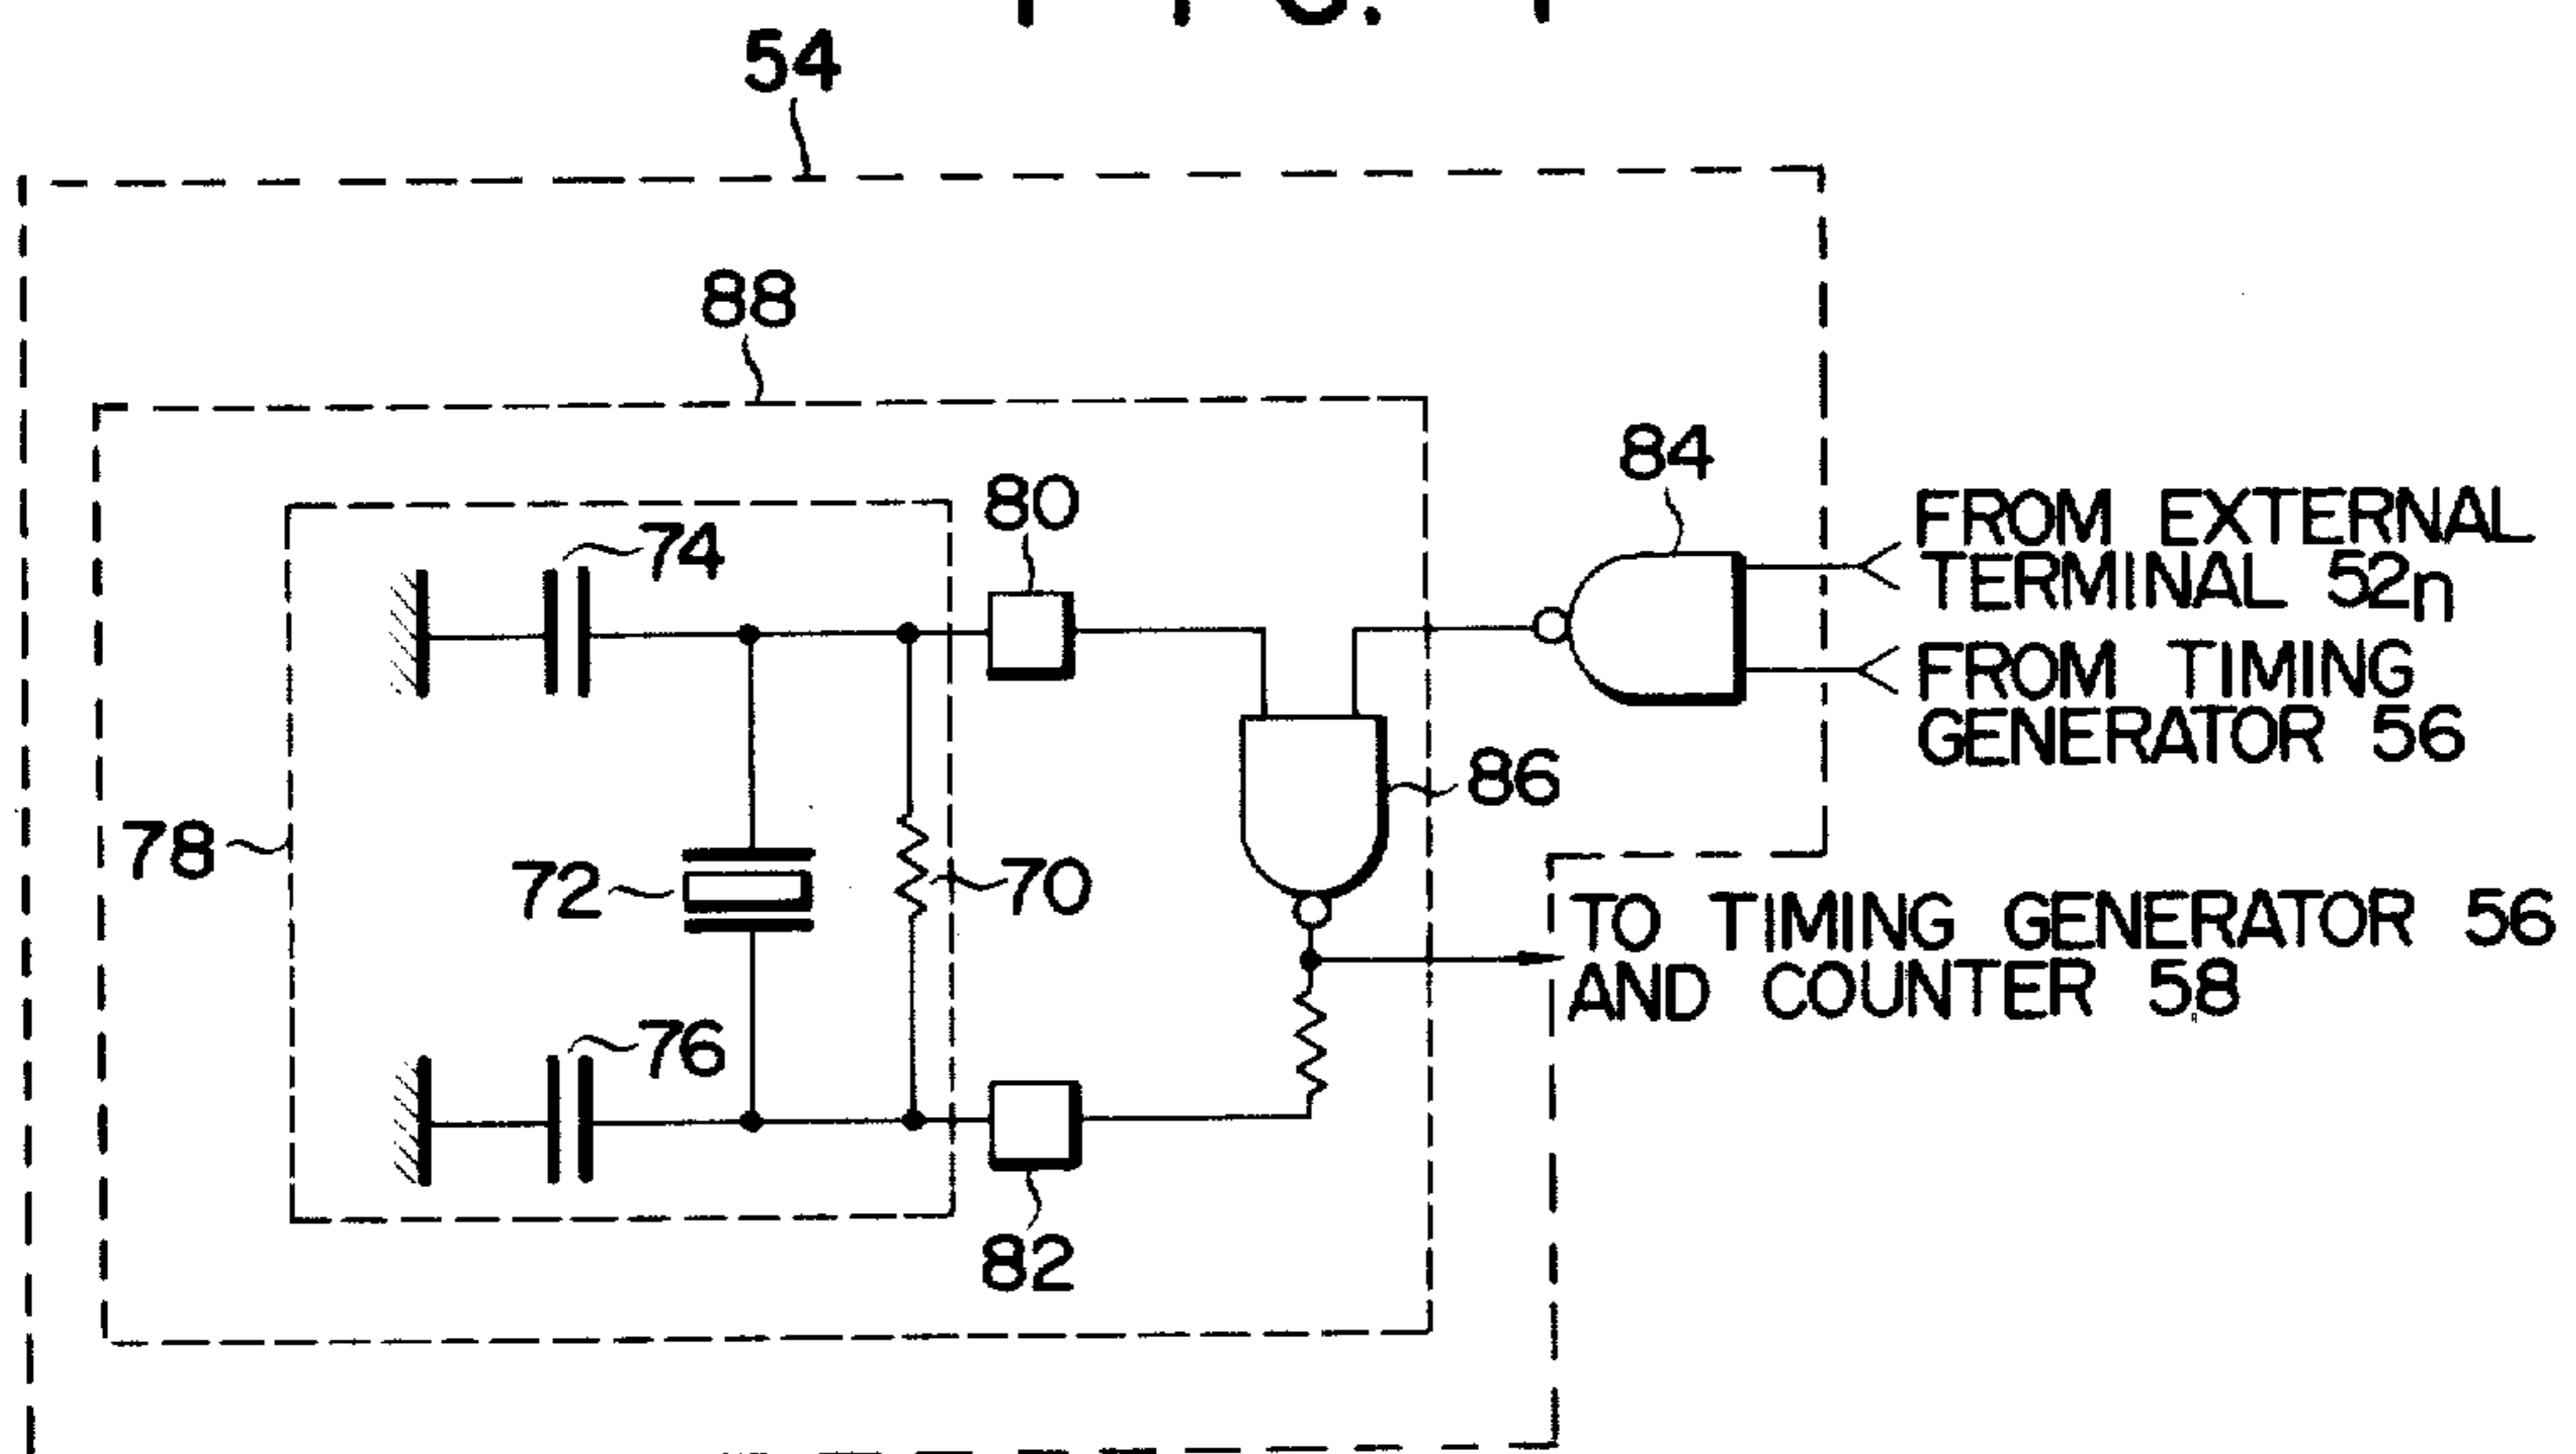 54
88
84
FROM EXTERNAL
TERMINAL 52n
80
74
FROM TIMING
GENERATOR 56
86
78
72
70
TO TIMING GENERATOR 56
AND COUNTER 58
76
82